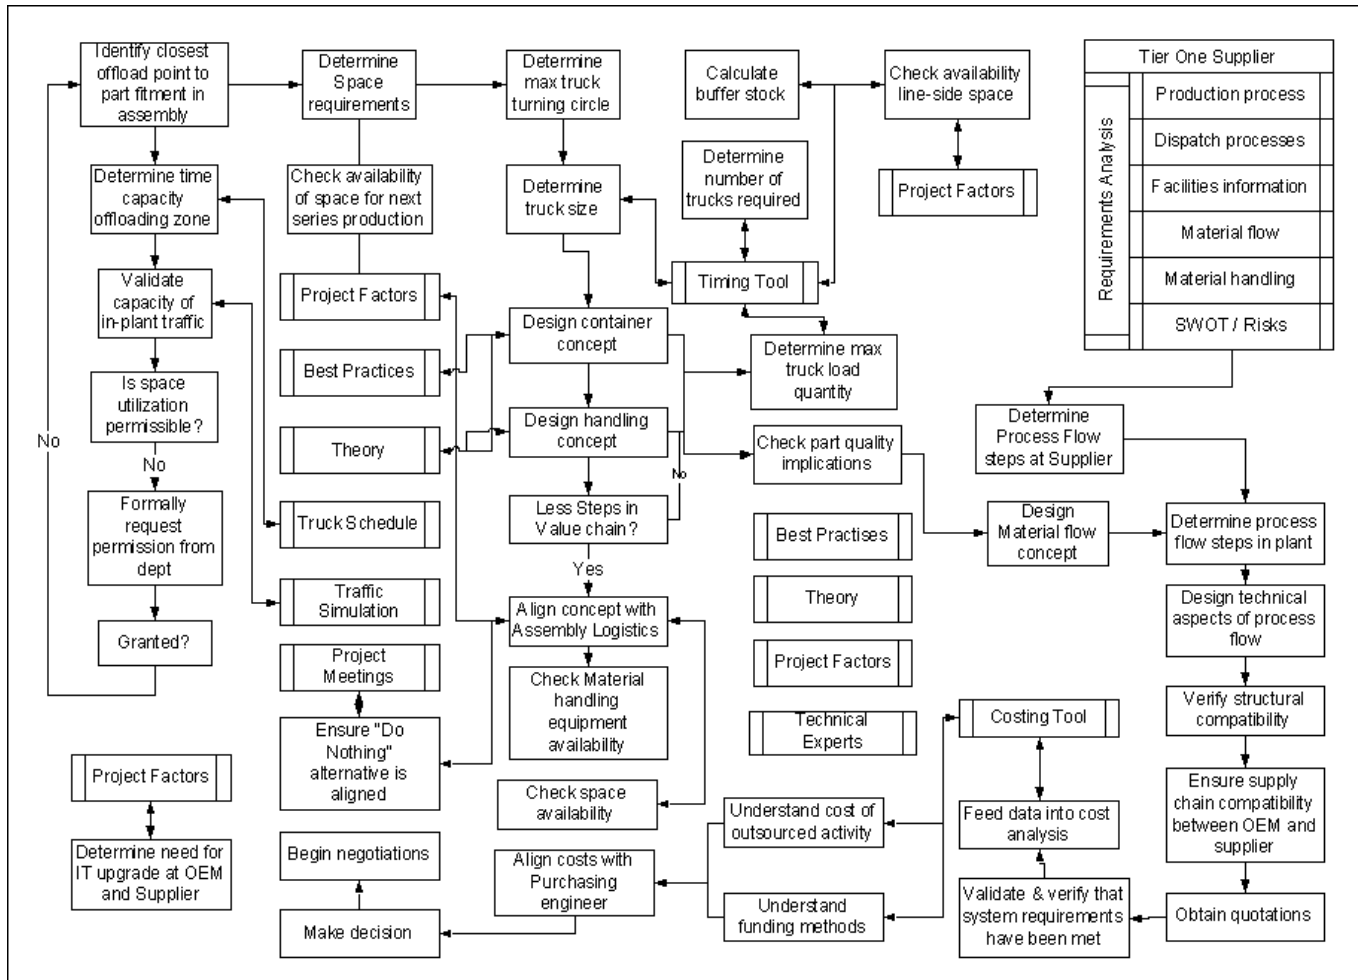 Identify closest
offload point to
part fitment in
assembly
Determine
Space
requirements
Determine
max truck
turning circle
Calculate
buffer stock
Check availability
line-side space
Tier One Supplier
Requirements Analysis
Production process
Dispatch processes
Facilities information
Material flow
Material handling
SWOT / Risks
Determine time
capacity
offloading zone
Check availability
of space for next
series production
Determine
truck size
Determine
number of
trucks required
Project Factors
Validate
capacity of
in-plant traffic
Project Factors
Timing Tool
Design container
concept
Determine max
truck load
quantity
Best Practices
Is space
utilization
permissible?
No
No
Theory
Design handling
concept
No
Check part quality
implications
Determine
Process Flow
steps at Supplier
Formally
request
permission from
dept
Truck Schedule
Less Steps in
Value chain?
Yes
Best Practises
Design
Material flow
concept
Determine process
flow steps in plant
Traffic
Simulation
Align concept with
Assembly Logistics
Theory
Design technical
aspects of process
flow
Granted?
Project
Meetings
Check Material
handling
equipment
availability
Project Factors
Verify structural
compatibility
Technical
Experts
Costing Tool
Ensure "Do
Nothing"
alternative is
aligned
Project Factors
Check space
availability
Understand cost of
outsourced activity
Feed data into cost
analysis
Ensure supply
chain compatibility
between OEM and
supplier
Determine need for
IT upgrade at OEM
and Supplier
Begin negotiations
Align costs with
Purchasing
engineer
Understand
funding methods
Validate & verify that
system requirements
have been met
Obtain quotations
Make decision